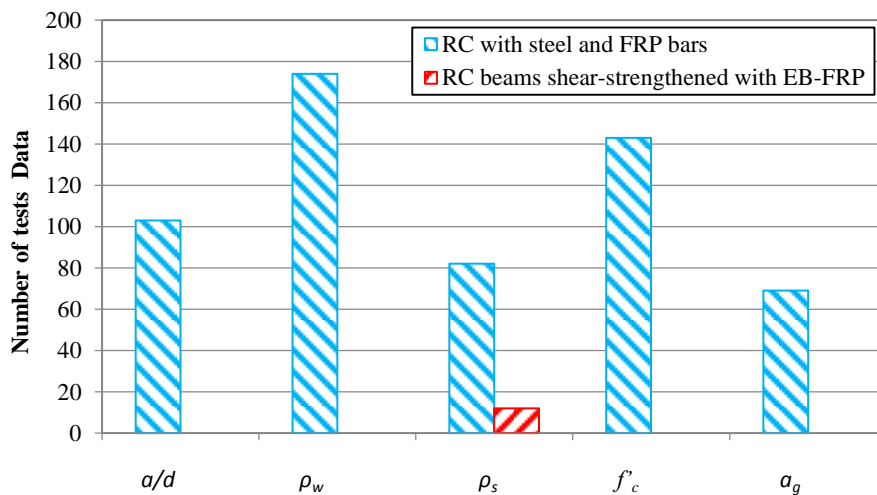 200
180
160
140
120
100
80
60
40
20
0
Number of tests Data
RC with steel and FRP bars
RC beams shear-strengthened with EB-FRP
a/d ρw ρs f'c ag